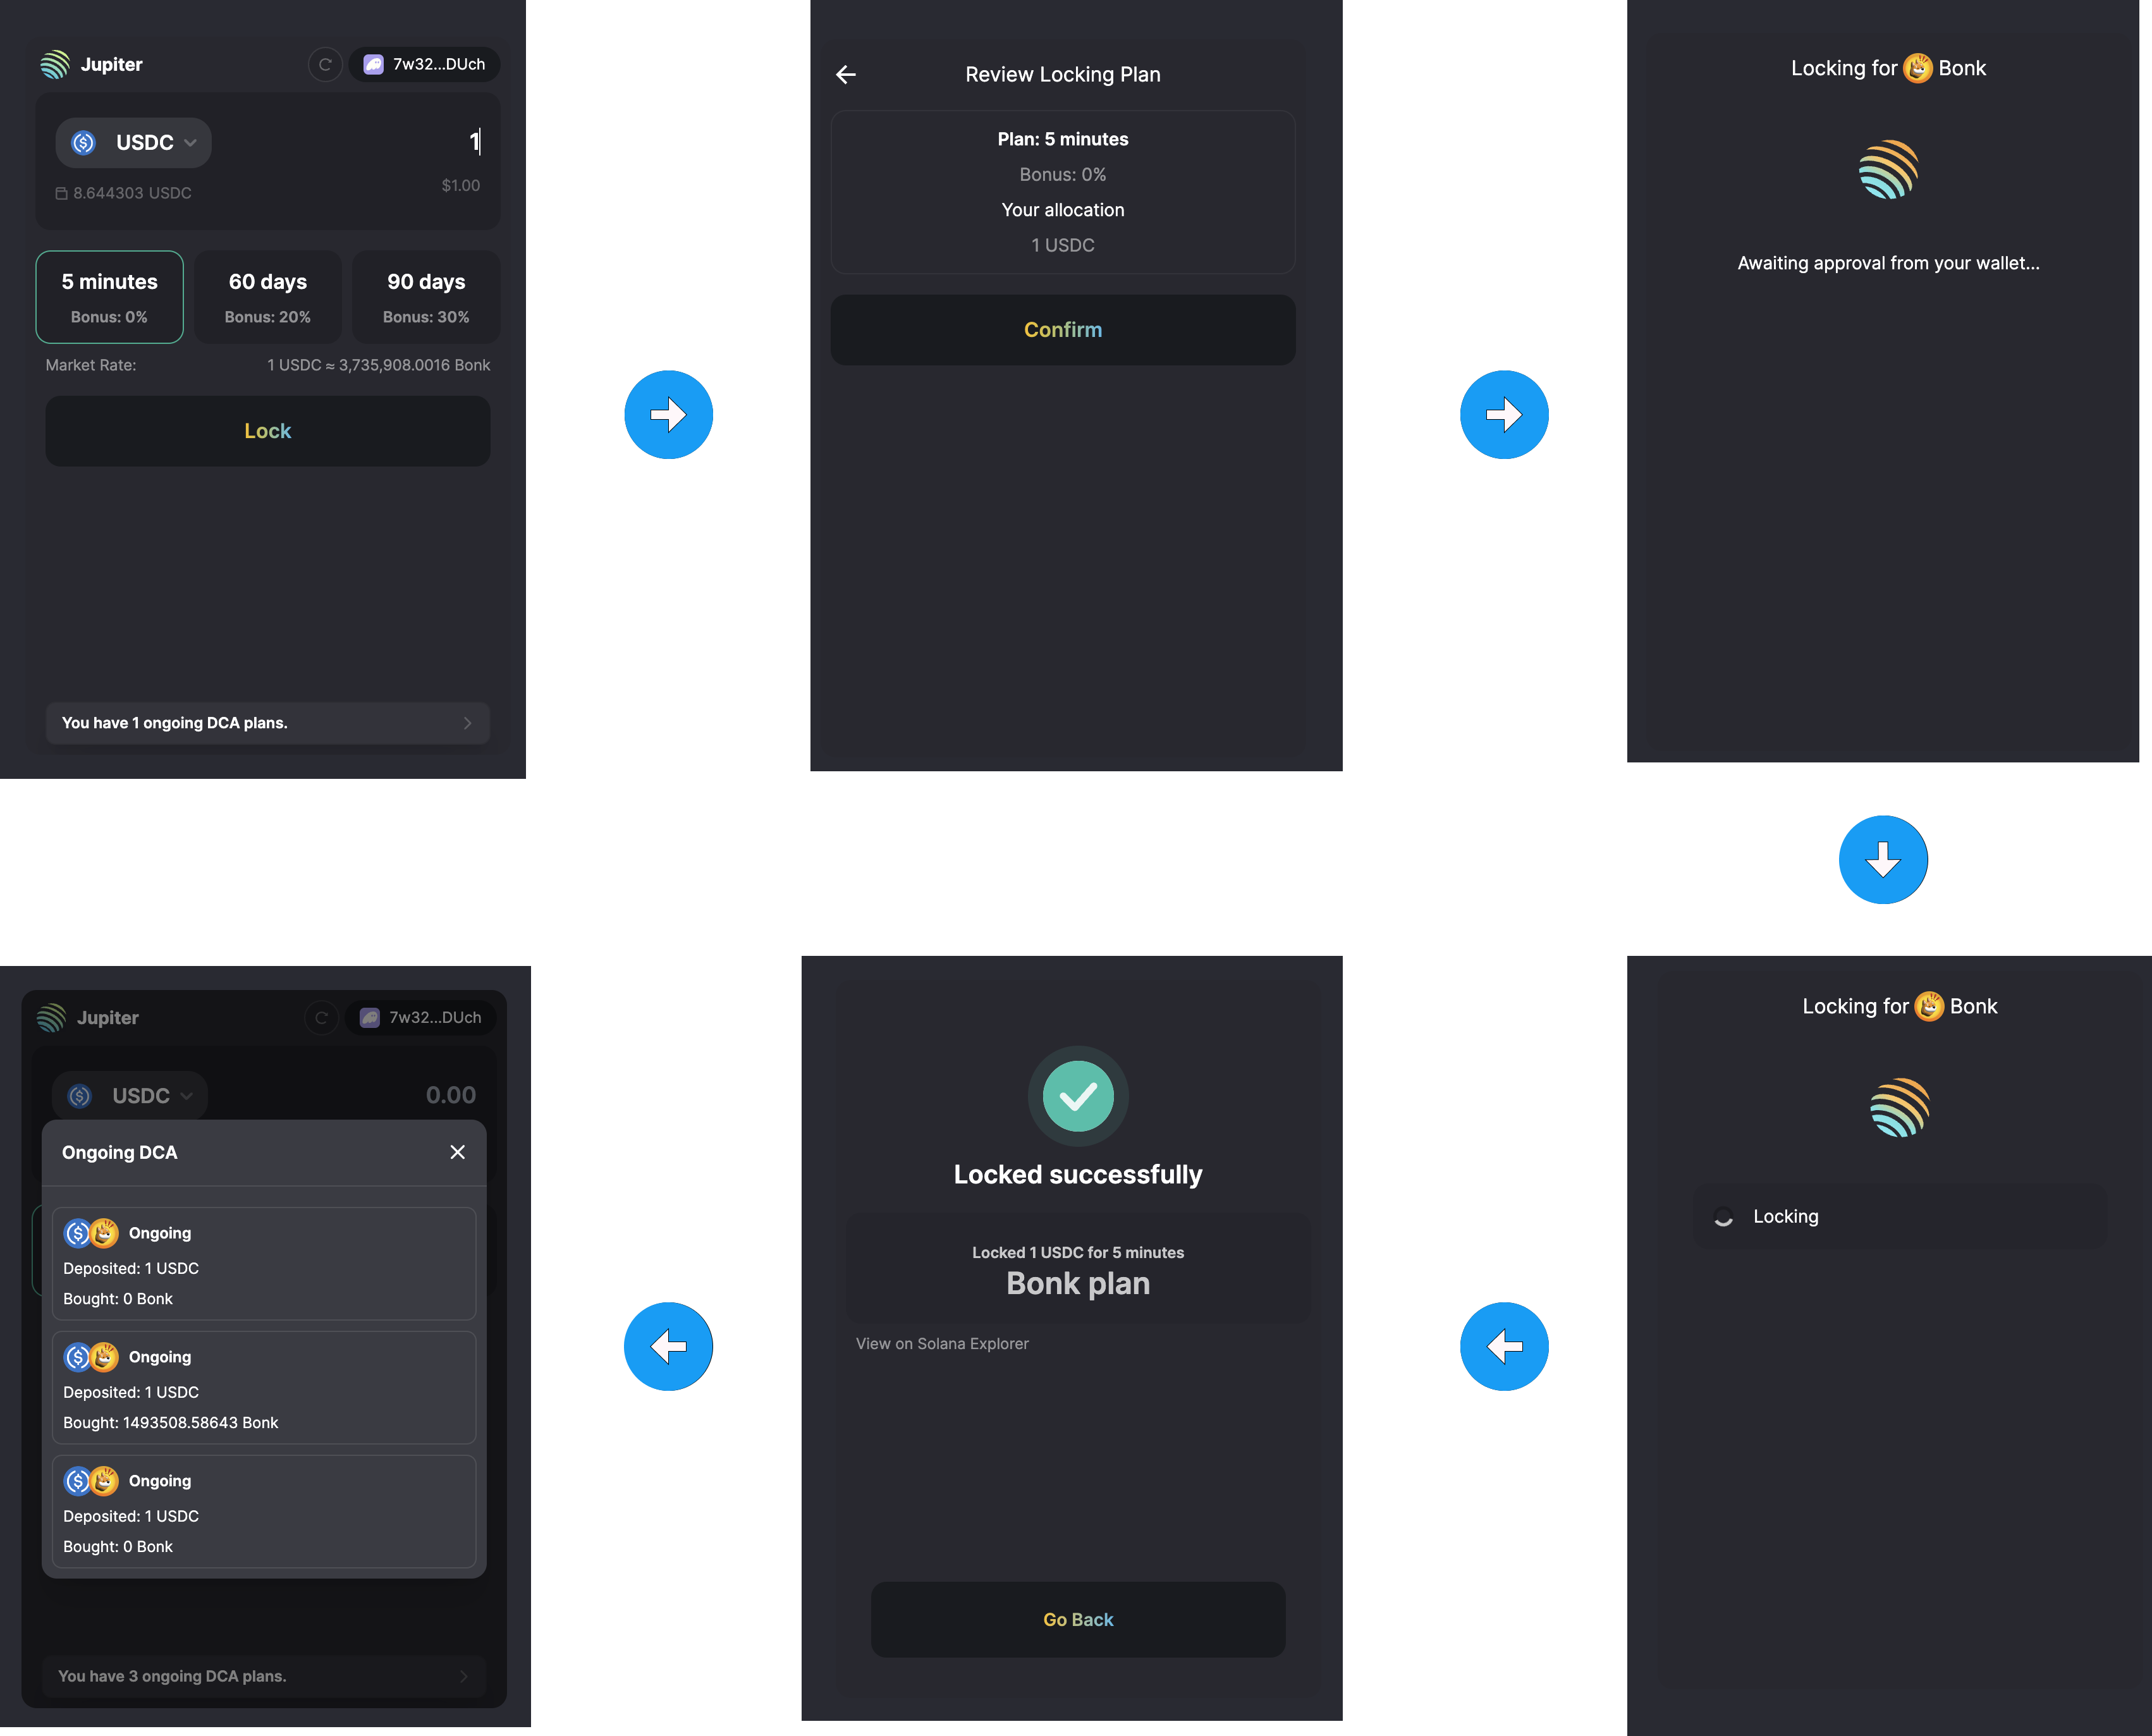 Jupiter
7w32...DUch
USDC
1
8.644303 USDC
$1.00
5 minutes
Bonus: 0%
60 days
Bonus: 20%
90 days
Bonus: 30%
Market Rate:
1 USDC ≈ 3,735,908.0016 Bonk
Lock
You have 1 ongoing DCA plans.
Review Locking Plan
Plan: 5 minutes
Bonus: 0%
Your allocation
1 USDC
Confirm
Locking for Bonk
Awaiting approval from your wallet...
Locking for Bonk
Locking
Locked successfully
Locked 1 USDC for 5 minutes
Bonk plan
View on Solana Explorer
Go Back
Jupiter
7w32...DUch
USDC
0.00
Ongoing DCA
Ongoing
Deposited: 1 USDC
Bought: 0 Bonk
Ongoing
Deposited: 1 USDC
Bought: 1493508.58643 Bonk
Ongoing
Deposited: 1 USDC
Bought: 0 Bonk
You have 3 ongoing DCA plans.